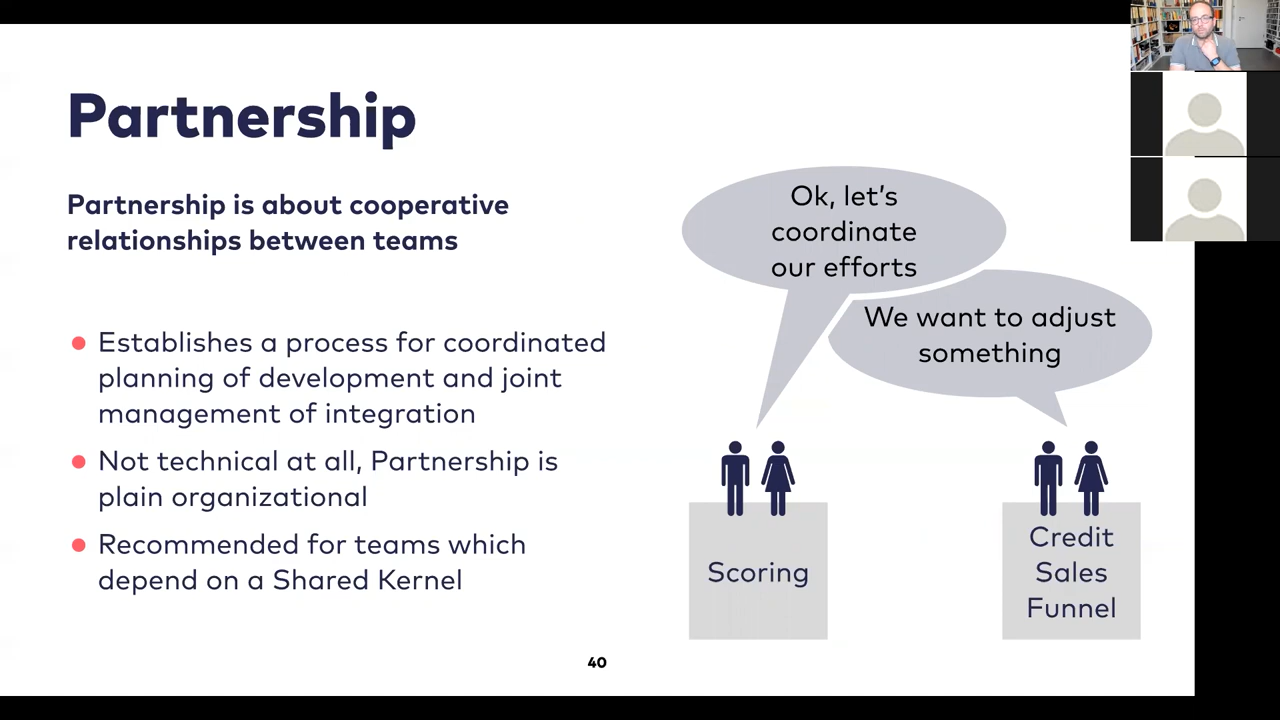 Partnership
Partnership is about cooperative
relationships between teams
Establishes a process for coordinated
planning of development and joint
management of integration
Not technical at all, Partnership is
plain organizational
Recommended for teams which
depend on a Shared Kernel
Ok, let’s
coordinate
our efforts
We want to adjust
something
Scoring
Credit
Sales
Funnel
40